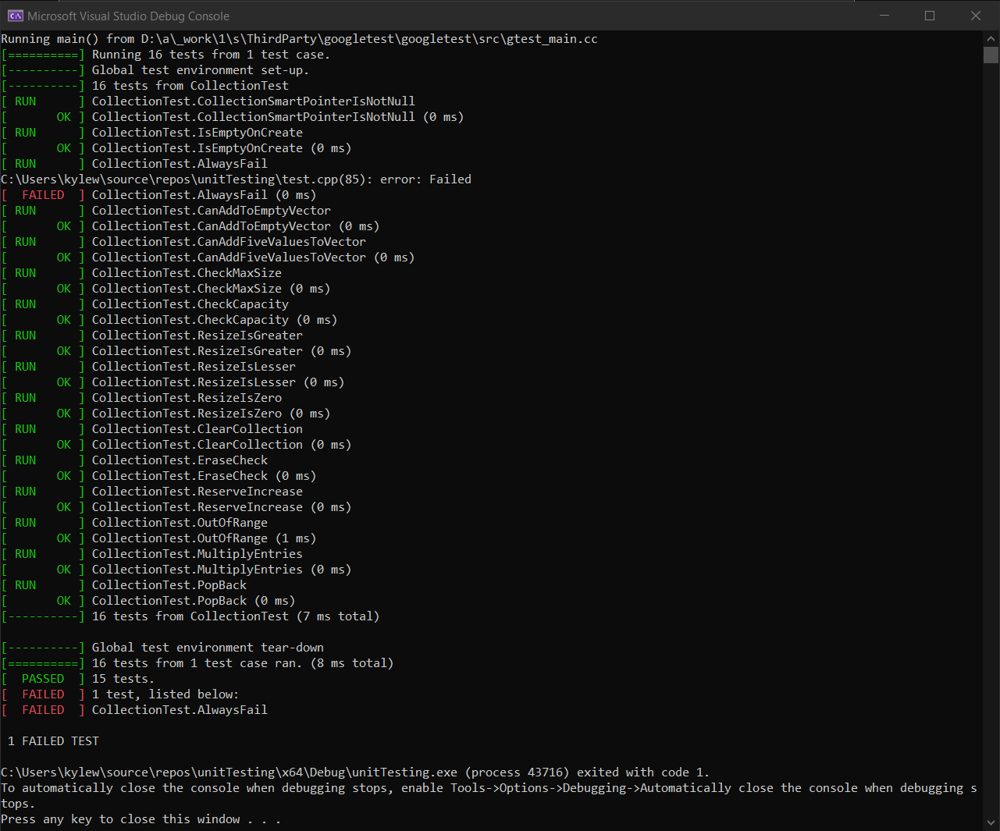 Microsoft Visual Studio Debug Console
Running main() from D:\a\_work\1\s\ThirdParty\googletest\googletest\src\gtest_main.cc
[==========] Running 16 tests from 1 test case.
[----------] Global test environment set-up.
[----------] 16 tests from CollectionTest
[ RUN      ] CollectionTest.CollectionSmartPointerIsNotNull
[       OK ] CollectionTest.CollectionSmartPointerIsNotNull (0 ms)
[ RUN      ] CollectionTest.IsEmptyOnCreate
[       OK ] CollectionTest.IsEmptyOnCreate (0 ms)
[ RUN      ] CollectionTest.AlwaysFail
C:\Users\kylew\source\repos\unitTesting\test.cpp(85): error: Failed
[  FAILED  ] CollectionTest.AlwaysFail (0 ms)
[ RUN      ] CollectionTest.CanAddToEmptyVector
[       OK ] CollectionTest.CanAddToEmptyVector (0 ms)
[ RUN      ] CollectionTest.CanAddFiveValuesToVector
[       OK ] CollectionTest.CanAddFiveValuesToVector (0 ms)
[ RUN      ] CollectionTest.CheckMaxSize
[       OK ] CollectionTest.CheckMaxSize (0 ms)
[ RUN      ] CollectionTest.CheckCapacity
[       OK ] CollectionTest.CheckCapacity (0 ms)
[ RUN      ] CollectionTest.ResizeIsGreater
[       OK ] CollectionTest.ResizeIsGreater (0 ms)
[ RUN      ] CollectionTest.ResizeIsLesser
[       OK ] CollectionTest.ResizeIsLesser (0 ms)
[ RUN      ] CollectionTest.ResizeIsZero
[       OK ] CollectionTest.ResizeIsZero (0 ms)
[ RUN      ] CollectionTest.ClearCollection
[       OK ] CollectionTest.ClearCollection (0 ms)
[ RUN      ] CollectionTest.EraseCheck
[       OK ] CollectionTest.EraseCheck (0 ms)
[ RUN      ] CollectionTest.ReserveIncrease
[       OK ] CollectionTest.ReserveIncrease (0 ms)
[ RUN      ] CollectionTest.OutOfRange
[       OK ] CollectionTest.OutOfRange (1 ms)
[ RUN      ] CollectionTest.MultiplyEntries
[       OK ] CollectionTest.MultiplyEntries (0 ms)
[ RUN      ] CollectionTest.PopBack
[       OK ] CollectionTest.PopBack (0 ms)
[----------] 16 tests from CollectionTest (7 ms total)
[----------] Global test environment tear-down
[==========] 16 tests from 1 test case ran. (8 ms total)
[  PASSED  ] 15 tests.
[  FAILED  ] 1 test, listed below:
[  FAILED  ] CollectionTest.AlwaysFail
1 FAILED TEST
C:\Users\kylew\source\repos\unitTesting\x64\Debug\unitTesting.exe (process 43716) exited with code 1.
To automatically close the console when debugging stops, enable Tools->Options->Debugging->Automatically close the console when debugging s
tops.
Press any key to close this window . . .